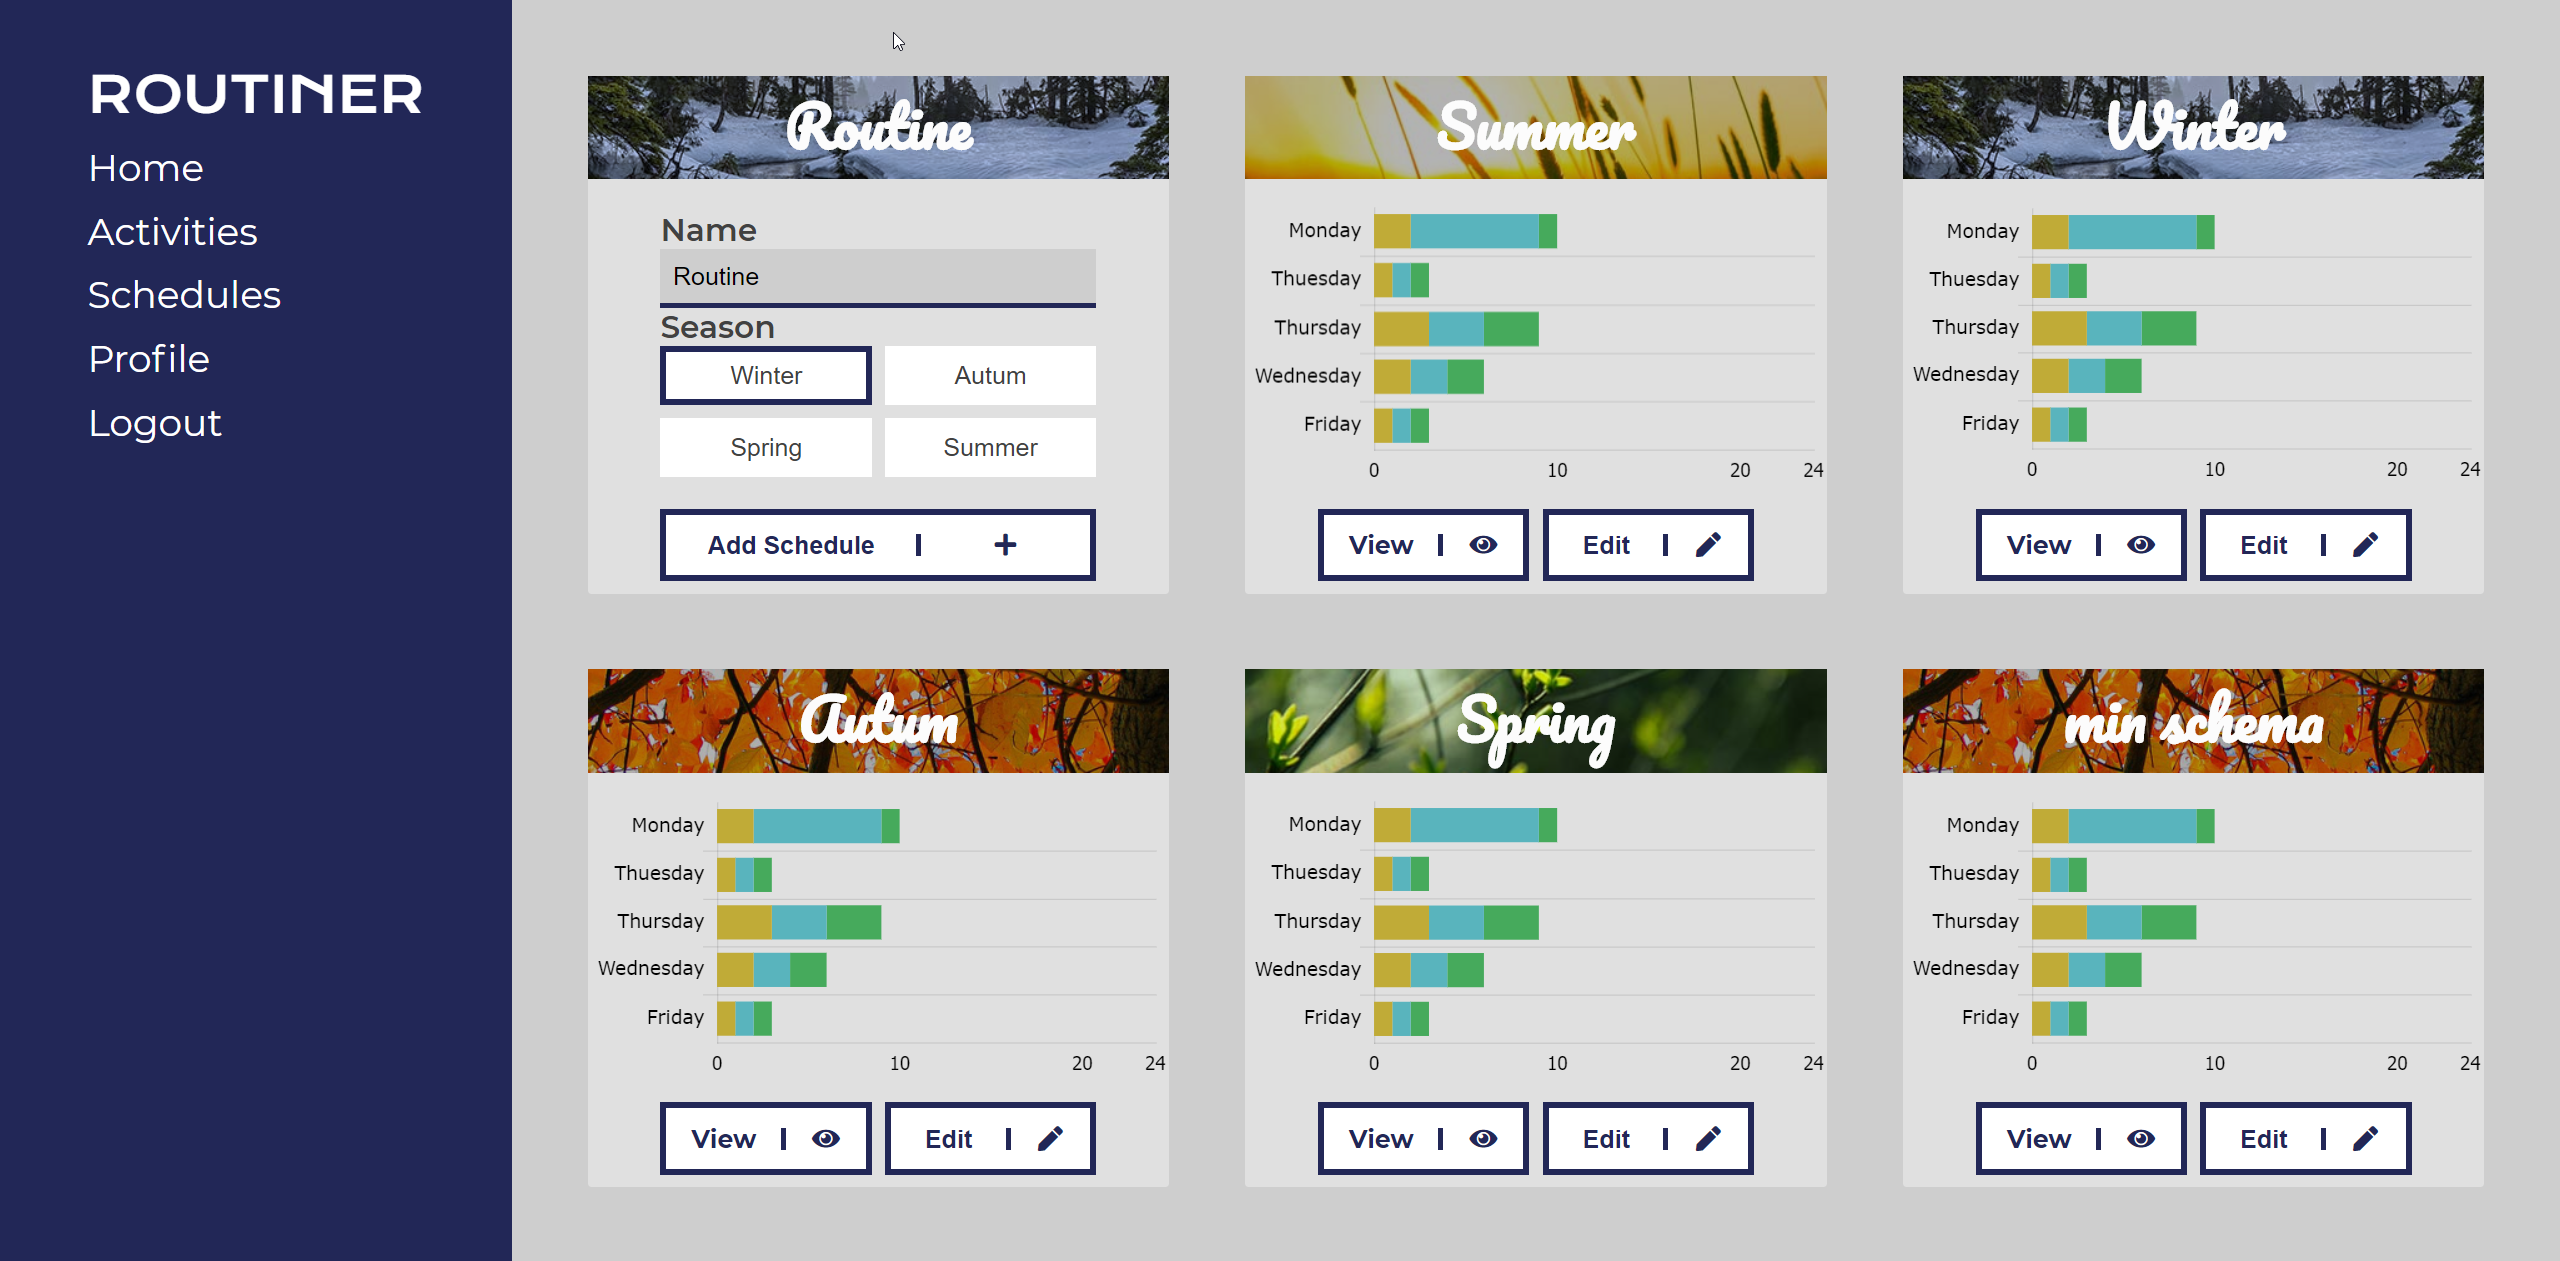 ROUTINER
Home
Activities
Schedules
Profile
Logout
Routine
Name
Routine
Season
Winter Autum
Spring Summer
Add Schedule
Summer
Monday
Thuesday
Thursday
Wednesday
Friday
0 10 20 24
View Edit
Winter
Monday
Thuesday
Thursday
Wednesday
Friday
0 10 20 24
View Edit
Autum
Monday
Thuesday
Thursday
Wednesday
Friday
0 10 20 24
View Edit
Spring
Monday
Thuesday
Thursday
Wednesday
Friday
0 10 20 24
View Edit
min schema
Monday
Thuesday
Thursday
Wednesday
Friday
0 10 20 24
View Edit